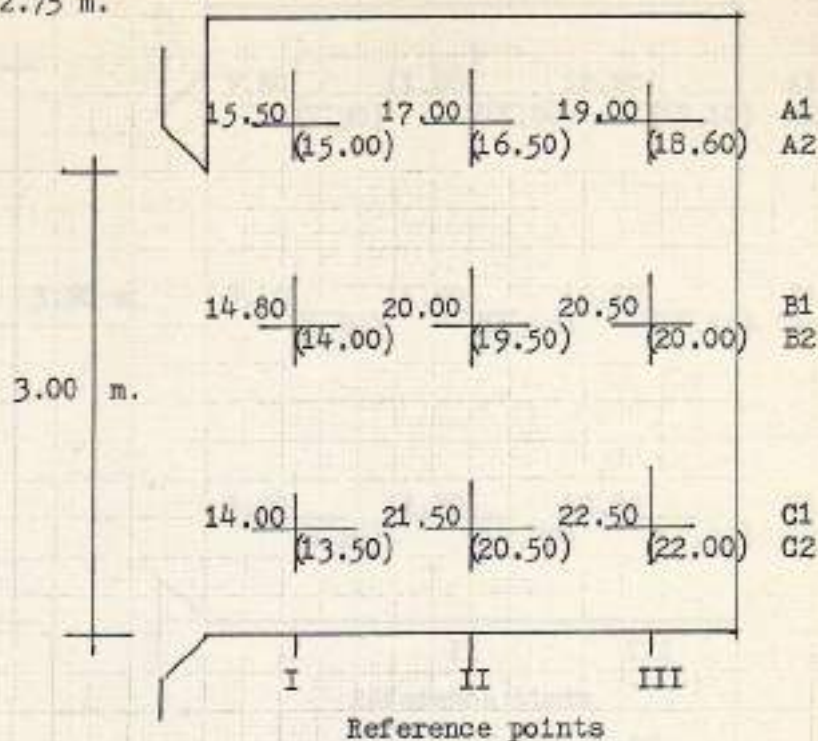 2.75 m.
15.50 17.00 19.00 A1
(15.00) (16.50) (18.60) A2
14.80 20.00 20.50 B1
(14.00) (19.50) (20.00) B2
3.00 m.
14.00 21.50 22.50 C1
(13.50) (20.50) (22.00) C2
I II III
Reference points